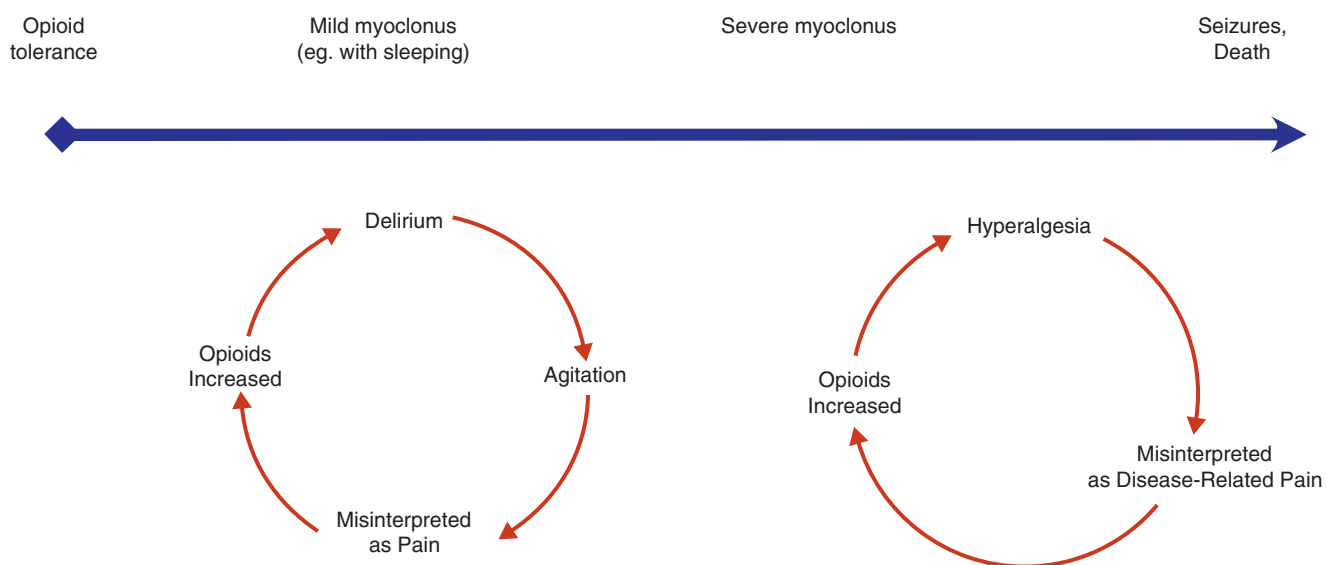 Opioid
tolerance
Mild myoclonus
(eg. with sleeping)
Severe myoclonus
Seizures,
Death
Delirium
Agitation
Misinterpreted
as Pain
Opioids
Increased
Hyperalgesia
Misinterpreted
as Disease-Related Pain
Opioids
Increased